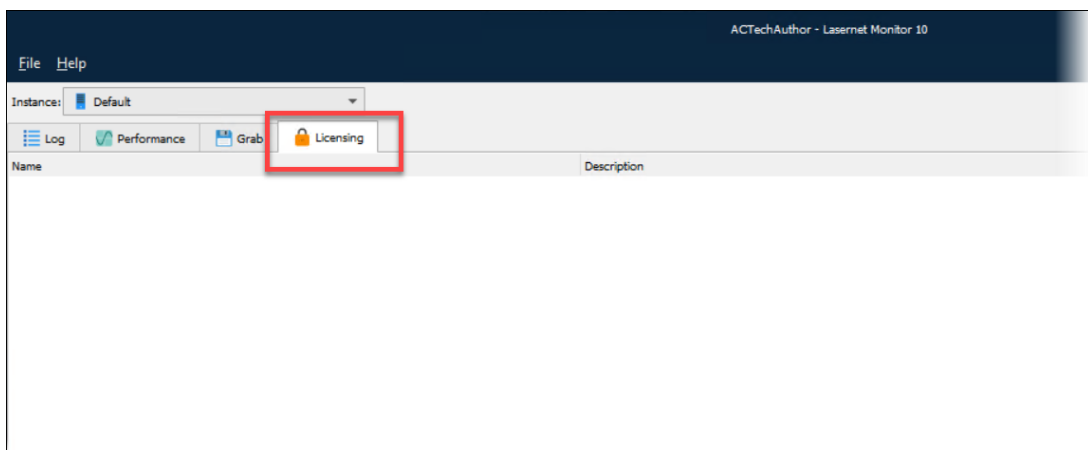 ACTechAuthor - Lasernet Monitor 10
File Help
Instance: Default
Log Performance Grab Licensing
Name Description